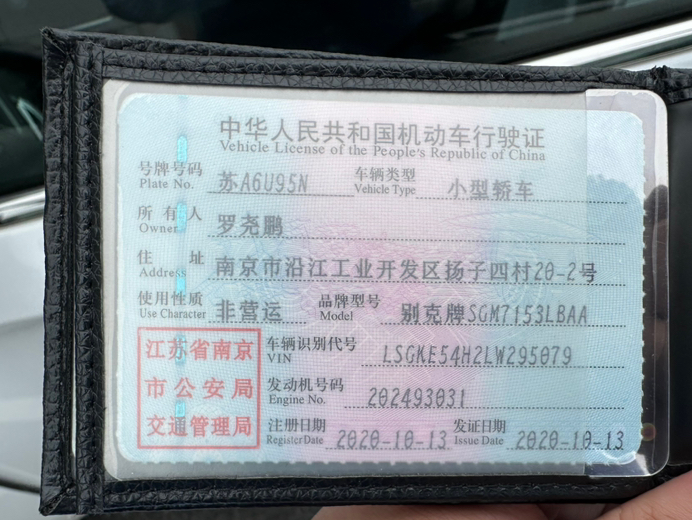 中华人民共和国机动车行驶证
Vehicle License of the People's Republic of China
号牌号码 苏A6U95N 车辆类型 小型轿车
Plate No. Vehicle Type
所有人 罗尧鹏
Owner
住址 南京市沿江工业开发区扬子四村20-2号
Address
使用性质 非营运 品牌型号 别克牌SGM7153LBAA
Use Character Model
江苏省南京 车辆识别代号 LSGKE54H2LW295079
VIN
市公安局 发动机号码 202493031
Engine No.
交通管理局 注册日期 2020-10-13 发证日期 2020-10-13
Register Date Issue Date